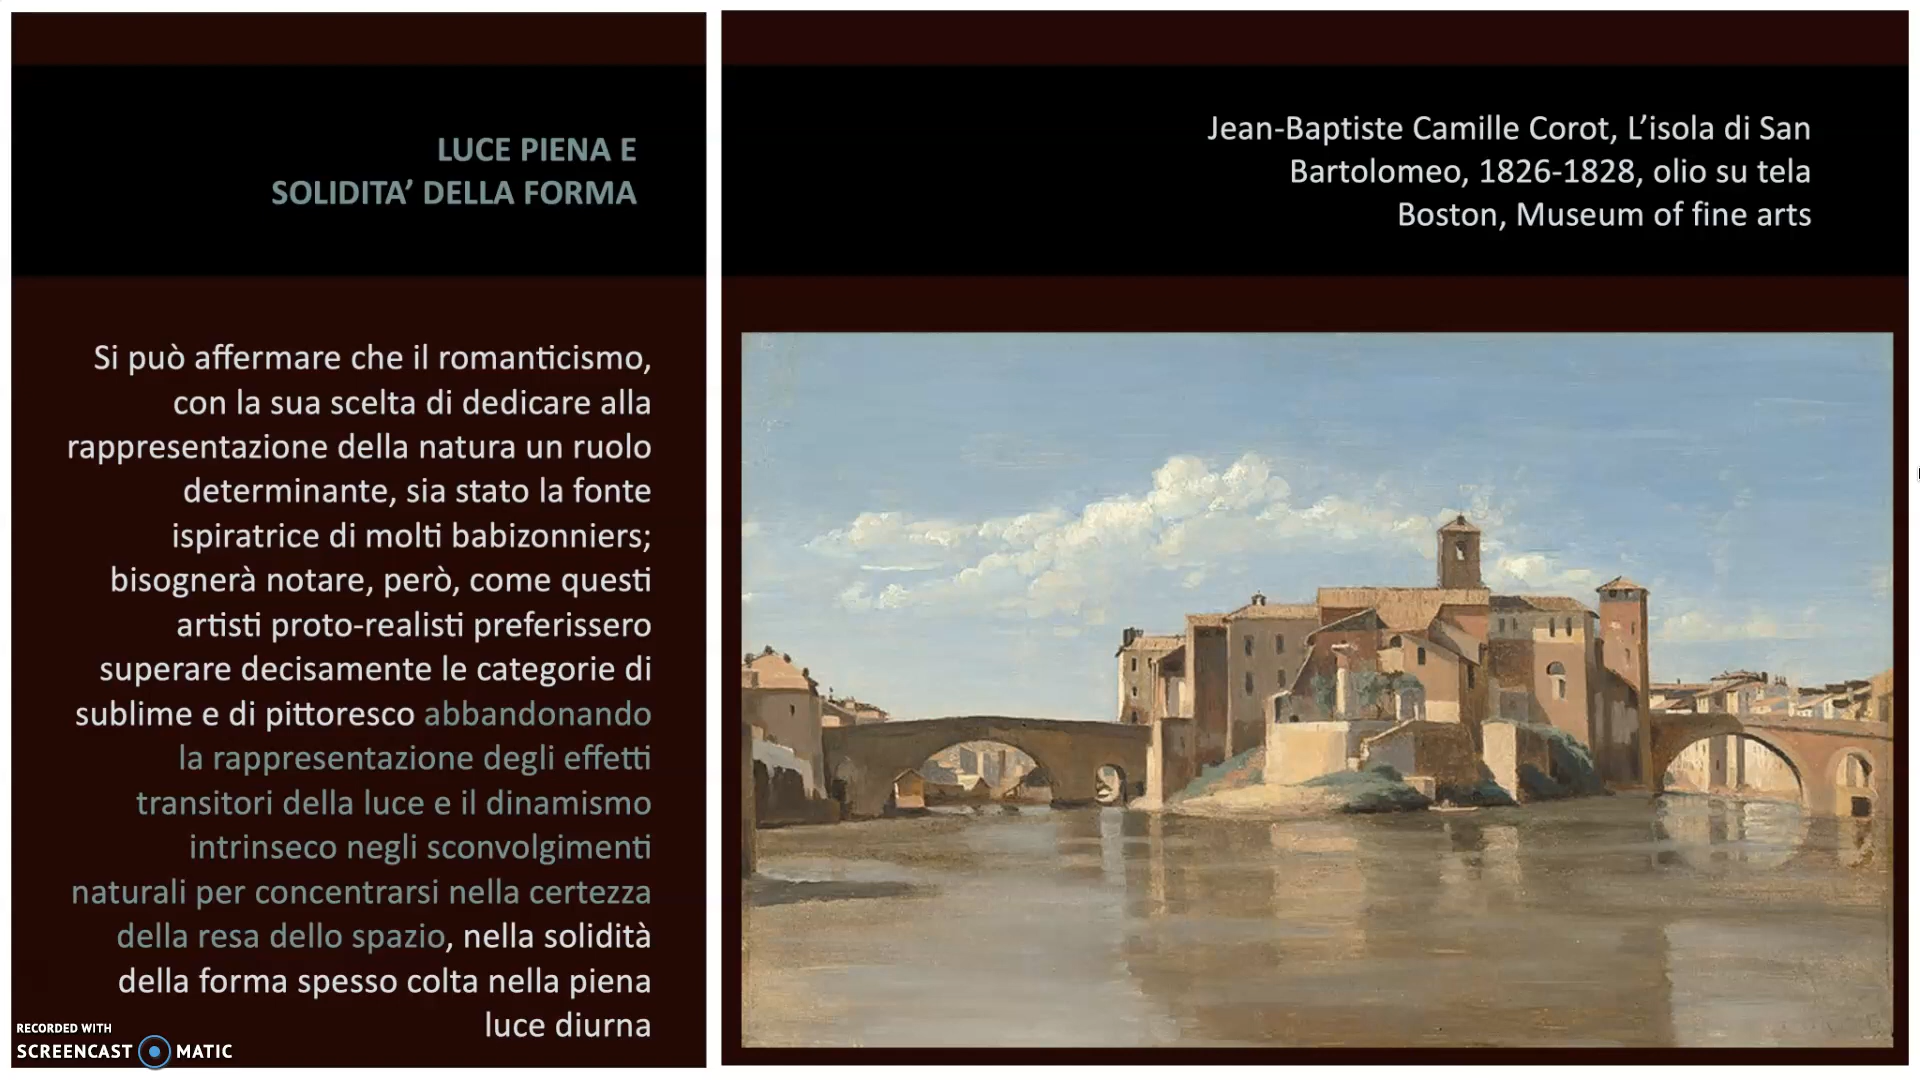 LUCE PIENA E
SOLIDITA’ DELLA FORMA
Si può affermare che il romanticismo,
con la sua scelta di dedicare alla
rappresentazione della natura un ruolo
determinante, sia stato la fonte
ispiratrice di molti babizonniers;
bisognerà notare, però, come questi
artisti proto-realisti preferissero
superare decisamente le categorie di
sublime e di pittoresco abbandonando
la rappresentazione degli effetti
transitori della luce e il dinamismo
intrinseco negli sconvolgimenti
naturali per concentrarsi nella certezza
della resa dello spazio, nella solidità
della forma spesso colta nella piena
luce diurna
Jean-Baptiste Camille Corot, L’isola di San
Bartolomeo, 1826-1828, olio su tela
Boston, Museum of fine arts
RECORDED WITH
SCREENCAST MATIC